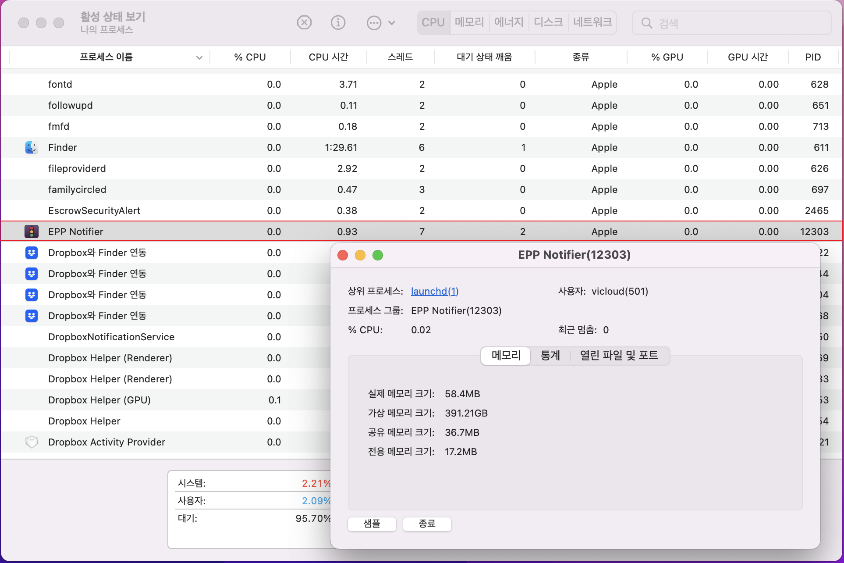 활성 상태 보기
나의 프로세스
CPU 메모리 에너지 디스크 네트워크
검색
프로세스 이름 % CPU CPU 시간 스레드 대기 상태 깨움 종류 % GPU GPU 시간 PID
fontd 0.0 3.71 2 0 Apple 0.0 0.00 628
followupd 0.0 0.11 2 0 Apple 0.0 0.00 651
fmfd 0.0 0.18 2 0 Apple 0.0 0.00 713
Finder 0.0 1:29.61 6 1 Apple 0.0 0.00 611
fileproviderd 0.0 2.92 2 0 Apple 0.0 0.00 626
familycircled 0.0 0.47 3 0 Apple 0.0 0.00 697
EscrowSecurityAlert 0.0 0.38 2 0 Apple 0.0 0.00 2465
EPP Notifier 0.0 0.93 7 2 Apple 0.0 0.00 12303
Dropbox와 Finder 연동 0.0 22
Dropbox와 Finder 연동 0.0 44
Dropbox와 Finder 연동 0.0 04
Dropbox와 Finder 연동 0.0 68
DropboxNotificationService 0.0 50
Dropbox Helper (Renderer) 0.0 69
Dropbox Helper (Renderer) 0.0 33
Dropbox Helper (GPU) 0.1 53
Dropbox Helper 0.0 54
Dropbox Activity Provider 0.0 21
EPP Notifier(12303)
상위 프로세스: launchd(1) 사용자: vicloud(501)
프로세스 그룹: EPP Notifier(12303)
% CPU: 0.02 최근 멈춤: 0
메모리 통계 열린 파일 및 포트
실제 메모리 크기: 58.4MB
가상 메모리 크기: 391.21GB
공유 메모리 크기: 36.7MB
전용 메모리 크기: 17.2MB
샘플 종료
시스템: 2.21%
사용자: 2.09%
대기: 95.70%